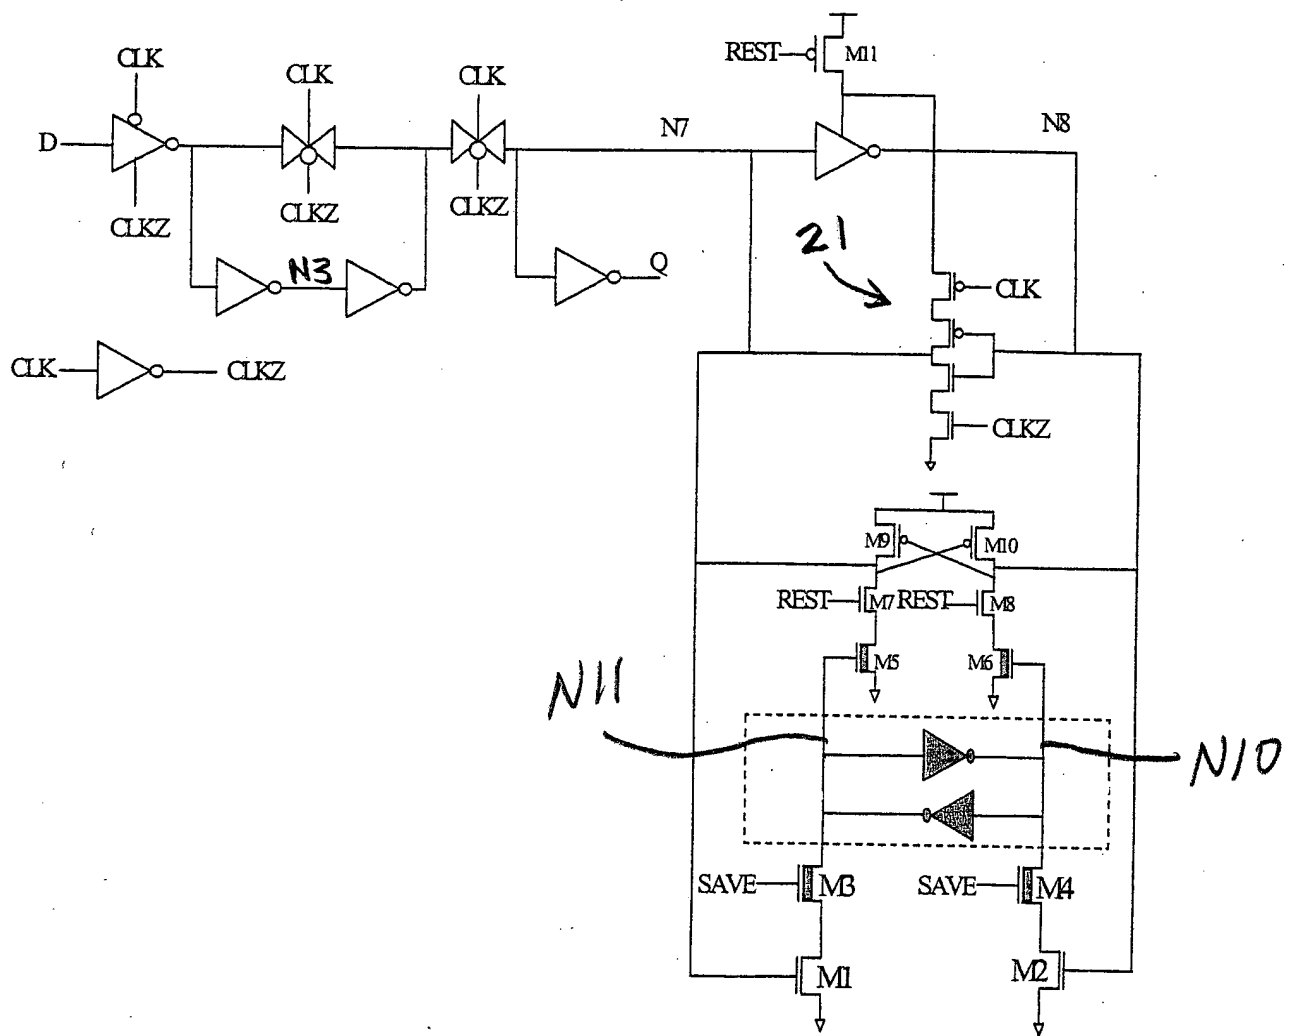 REST
M11
CLK
CLK
CLK
D
N7
N8
CLKZ
CLKZ
CLKZ
21
N3
Q
CLK
CLK
CLKZ
CLKZ
M9
M10
REST
M7
REST
M8
M5
M6
N11
N10
SAVE
M3
SAVE
M4
M1
M2